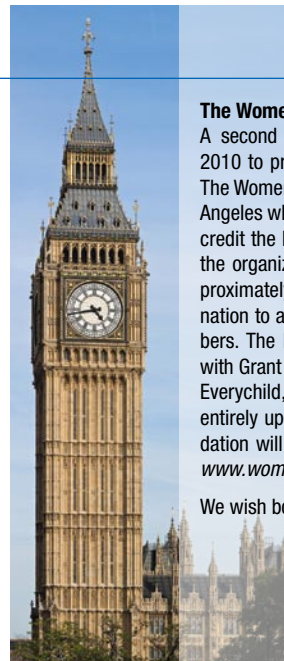 The Wome
A second
2010 to pr
The Wome
Angeles wh
credit the
the organiz
proximately
nation to a
bers. The
with Grant
Everychild,
entirely up
dation will
www.wom
We wish be